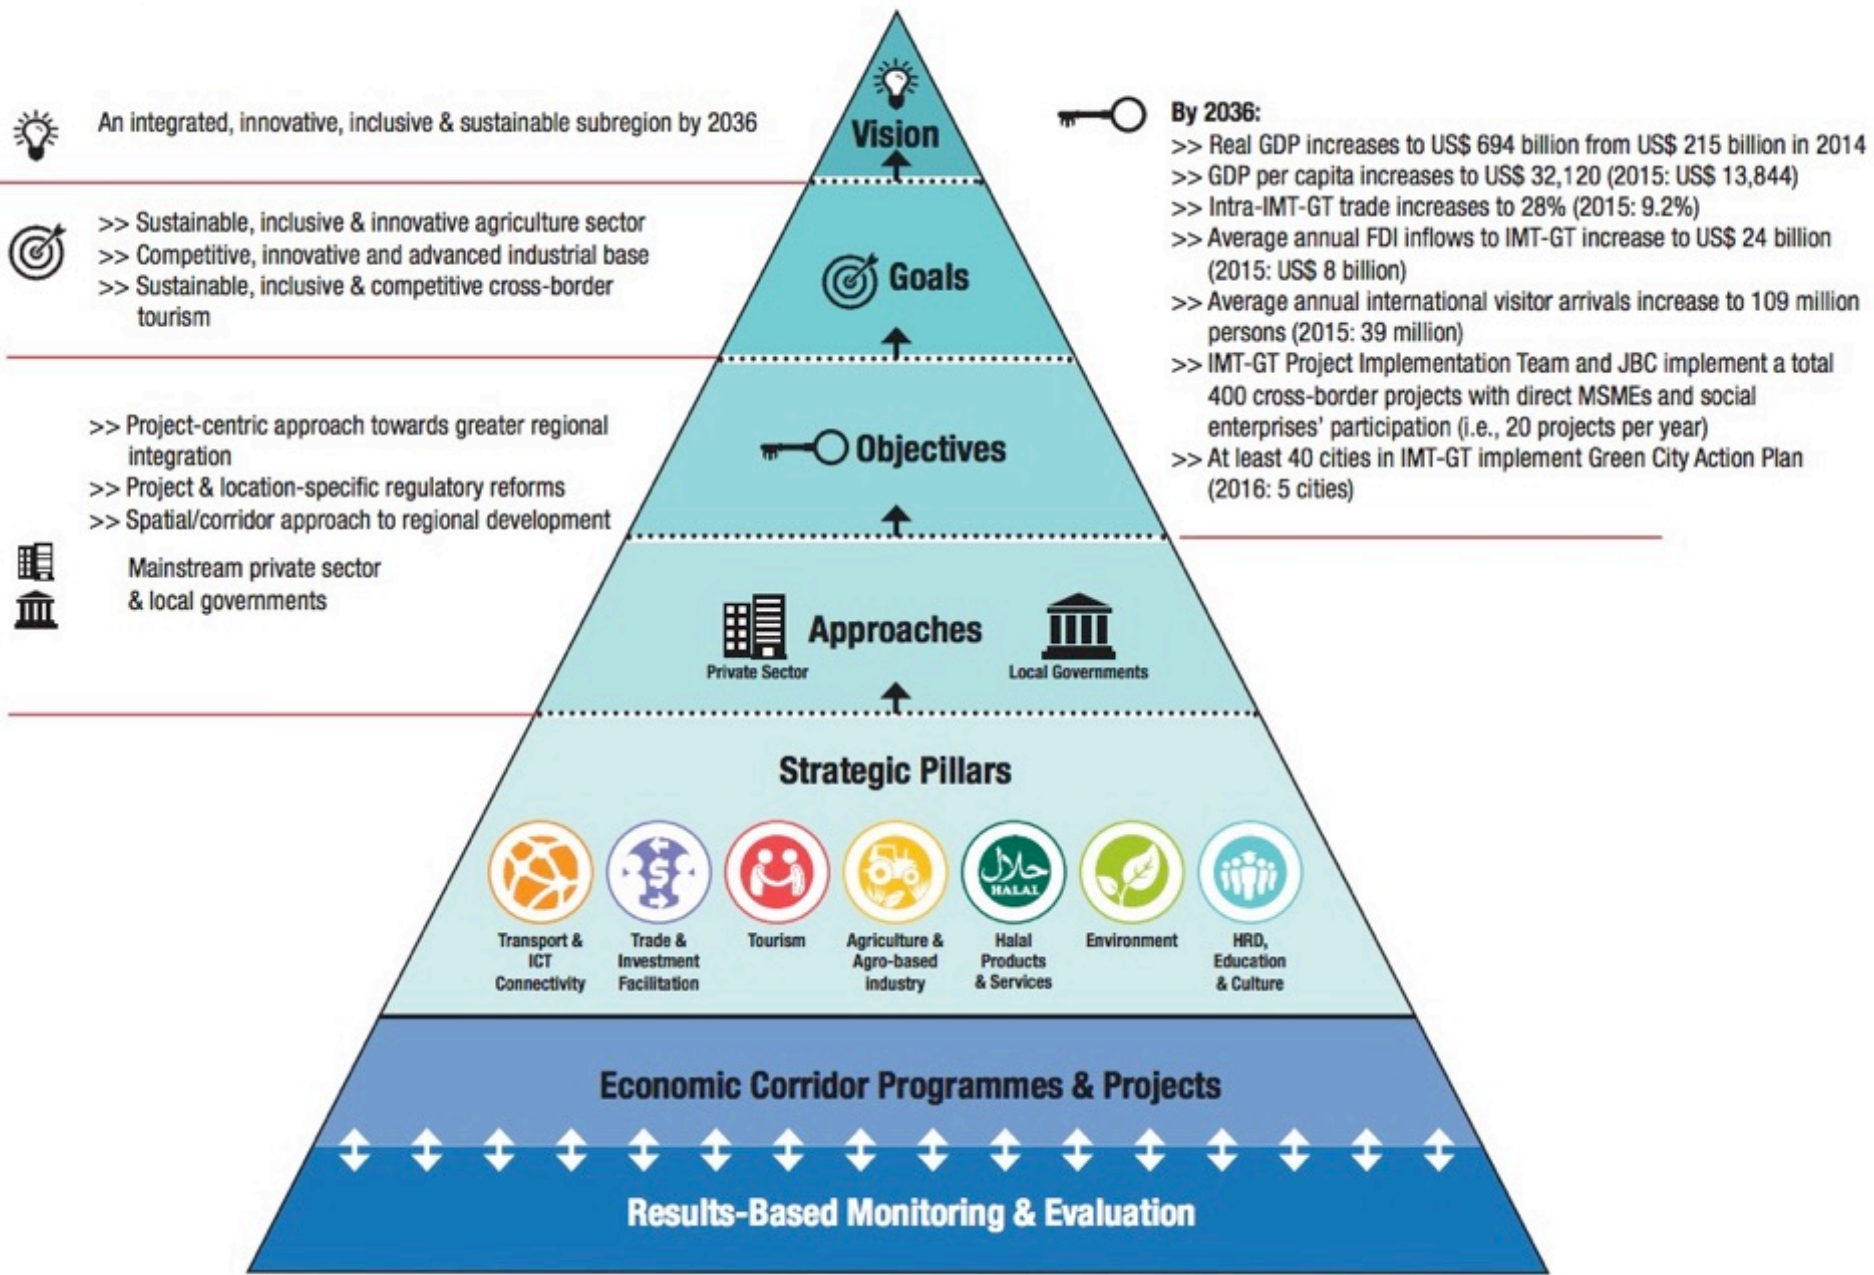 An integrated, innovative, inclusive & sustainable subregion by 2036
>> Sustainable, inclusive & innovative agriculture sector
>> Competitive, innovative and advanced industrial base
>> Sustainable, inclusive & competitive cross-border
tourism
>> Project-centric approach towards greater regional
integration
>> Project & location-specific regulatory reforms
>> Spatial/corridor approach to regional development
Mainstream private sector
& local governments
Vision
Goals
Objectives
Approaches
Private Sector
Local Governments
By 2036:
>> Real GDP increases to US$ 694 billion from US$ 215 billion in 2014
>> GDP per capita increases to US$ 32,120 (2015: US$ 13,844)
>> Intra-IMT-GT trade increases to 28% (2015: 9.2%)
>> Average annual FDI inflows to IMT-GT increase to US$ 24 billion
(2015: US$ 8 billion)
>> Average annual international visitor arrivals increase to 109 million
persons (2015: 39 million)
>> IMT-GT Project Implementation Team and JBC implement a total
400 cross-border projects with direct MSMEs and social
enterprises' participation (i.e., 20 projects per year)
>> At least 40 cities in IMT-GT implement Green City Action Plan
(2016: 5 cities)
Strategic Pillars
$
حلال
HALAL
Transport &
ICT
Connectivity
Trade &
Investment
Facilitation
Tourism
Agriculture &
Agro-based
industry
Halal
Products
& Services
Environment
HRD,
Education
& Culture
Economic Corridor Programmes & Projects
Results-Based Monitoring & Evaluation